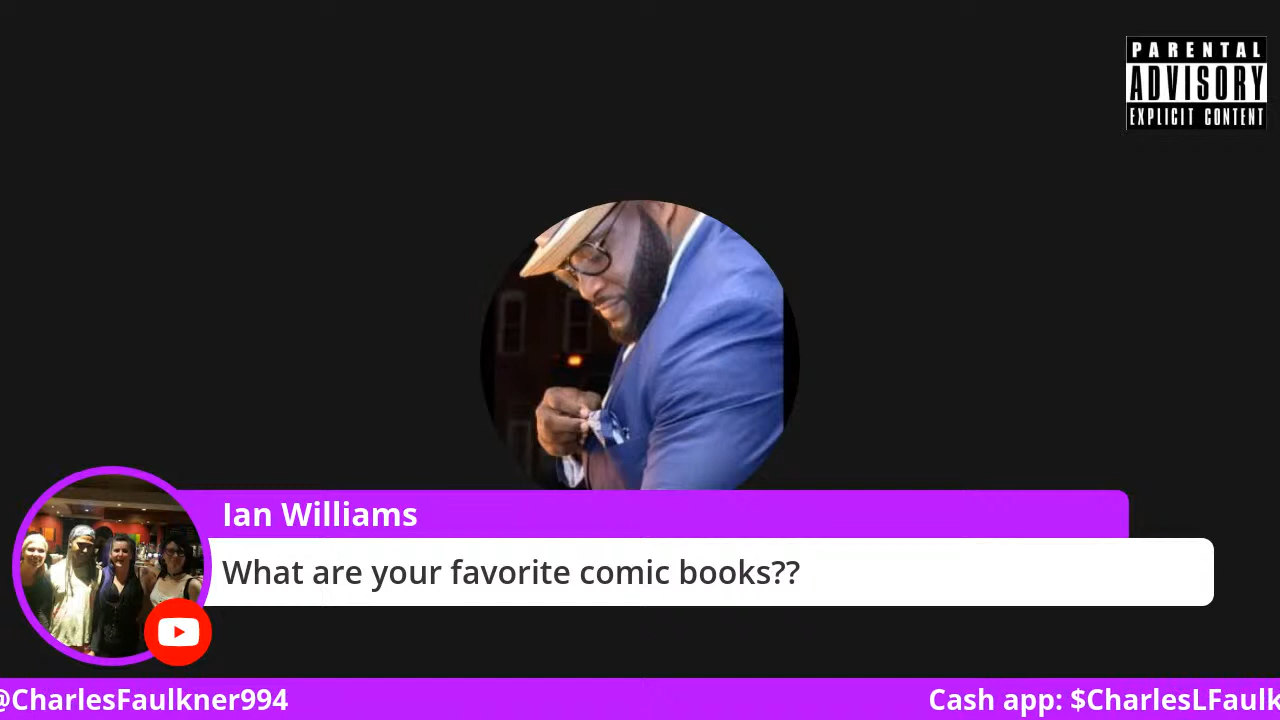 PARENTAL
ADVISORY
EXPLICIT CONTENT
Ian Williams
What are your favorite comic books??
@CharlesFaulkner994
Cash app: $CharlesLFaulk